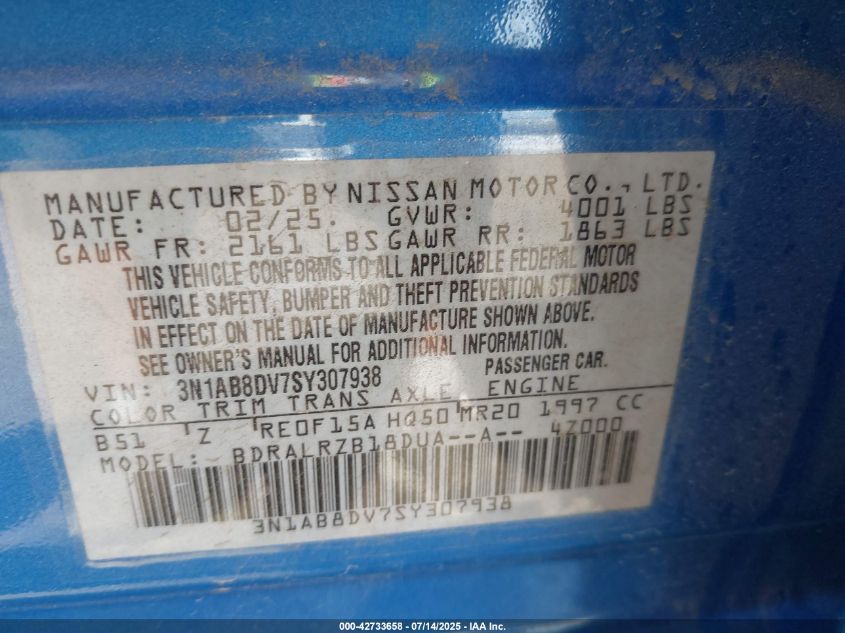 MANUFACTURED BY NISSAN MOTOR CO., LTD.
DATE: 02/25. GVWR: 4001 LBS
GAWR FR: 2161 LBS GAWR RR: 1863 LBS
THIS VEHICLE CONFORMS TO ALL APPLICABLE FEDERAL MOTOR
VEHICLE SAFETY, BUMPER AND THEFT PREVENTION STANDARDS
IN EFFECT ON THE DATE OF MANUFACTURE SHOWN ABOVE.
SEE OWNER'S MANUAL FOR ADDITIONAL INFORMATION.
VIN: 3N1AB8DV7SY307938 PASSENGER CAR.
COLOR TRIM TRANS AXLE ENGINE
B51 Z RE0F15A HQ50 MR20 1997 CC
MODEL: BDRALRZB18DUA--A-- 4Z000
3N1AB8DV7SY307938
000-42733658 - 07/14/2025 - IAA Inc.